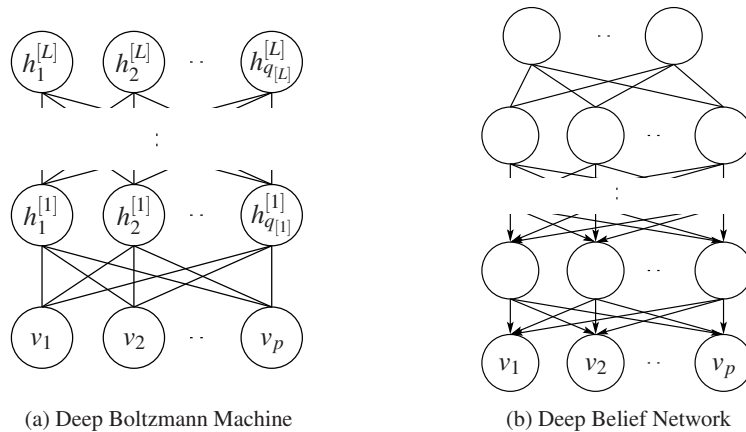 h_1^{[L]} h_2^{[L]} . . h_{q_{[L]}}^{[L]}
. . 
:
:
h_1^{[1]} h_2^{[1]} . . h_{q_{[1]}}^{[1]}
. .
. .
v_1 v_2 . . v_p
v_1 v_2 . . v_p
(a) Deep Boltzmann Machine
(b) Deep Belief Network